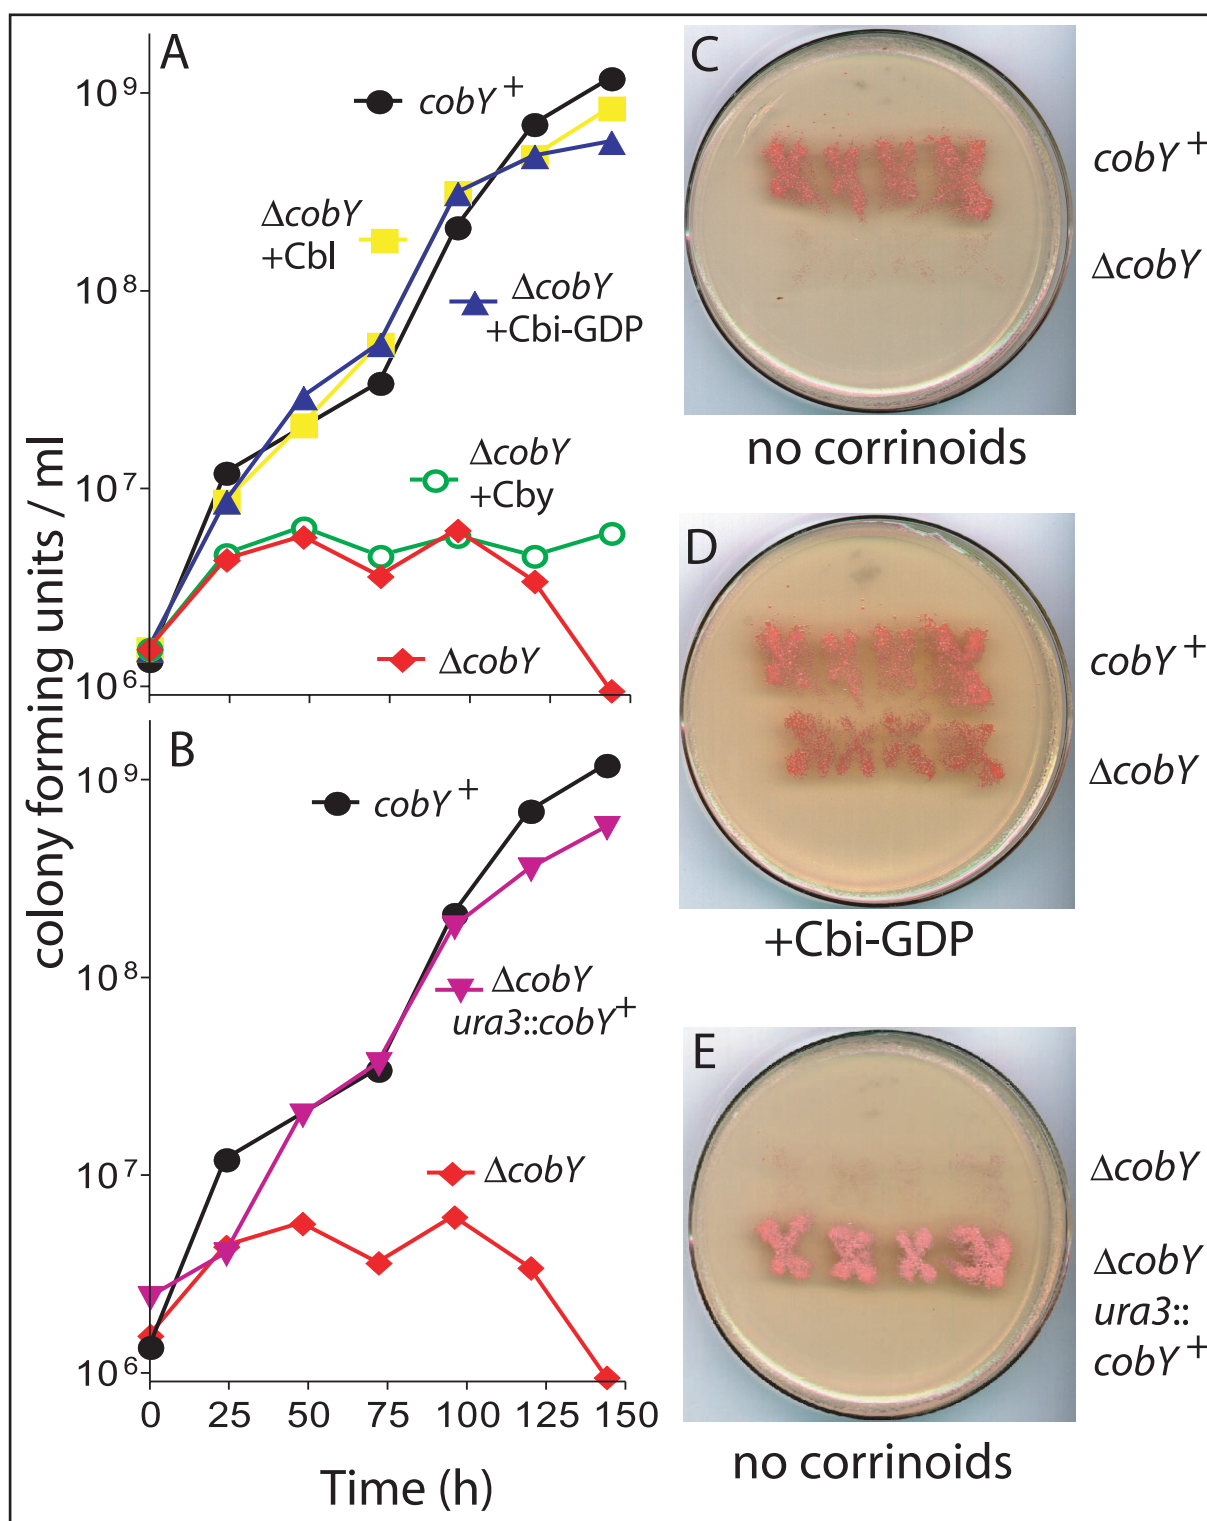 A
10⁹
cobY⁺
ΔcobY
+Cbl
10⁸
ΔcobY
+Cbi-GDP
10⁷
ΔcobY
+Cby
ΔcobY
10⁶
B
10⁹
cobY⁺
10⁸
ΔcobY
ura3::cobY⁺
10⁷
ΔcobY
10⁶
0 25 50 75 100 125 150
Time (h)
colony forming units / ml
C
cobY⁺
ΔcobY
no corrinoids
D
cobY⁺
ΔcobY
+Cbi-GDP
E
ΔcobY
ΔcobY
ura3::
cobY⁺
no corrinoids